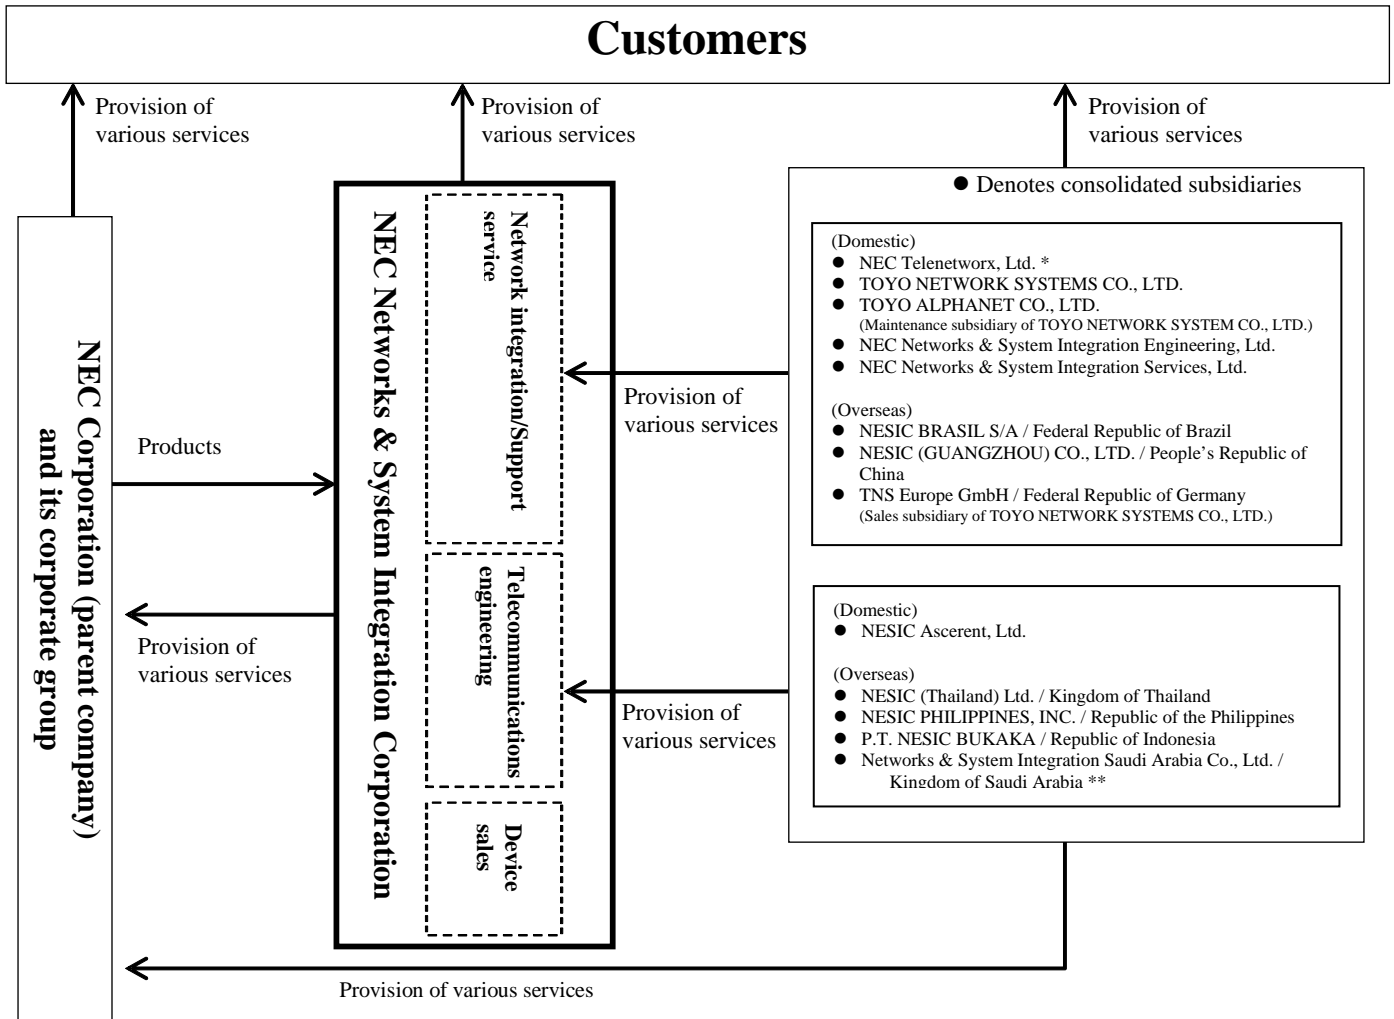 Customers
Provision of
various services
Provision of
various services
Provision of
various services
NEC Corporation (parent company)
and its corporate group
Products
Provision of
various services
NEC Networks & System Integration Corporation
Network integration/Support
service
Telecommunications
engineering
Device
sales
Provision of
various services
Provision of
various services
● Denotes consolidated subsidiaries
(Domestic)
● NEC Telenetworx, Ltd. *
● TOYO NETWORK SYSTEMS CO., LTD.
● TOYO ALPHANET CO., LTD.
(Maintenance subsidiary of TOYO NETWORK SYSTEM CO., LTD.)
● NEC Networks & System Integration Engineering, Ltd.
● NEC Networks & System Integration Services, Ltd.
(Overseas)
● NESIC BRASIL S/A / Federal Republic of Brazil
● NESIC (GUANGZHOU) CO., LTD. / People's Republic of
China
● TNS Europe GmbH / Federal Republic of Germany
(Sales subsidiary of TOYO NETWORK SYSTEMS CO., LTD.)
(Domestic)
● NESIC Ascerent, Ltd.
(Overseas)
● NESIC (Thailand) Ltd. / Kingdom of Thailand
● NESIC PHILIPPINES, INC. / Republic of the Philippines
● P.T. NESIC BUKAKA / Republic of Indonesia
● Networks & System Integration Saudi Arabia Co., Ltd. /
Kingdom of Saudi Arabia **
Provision of various services